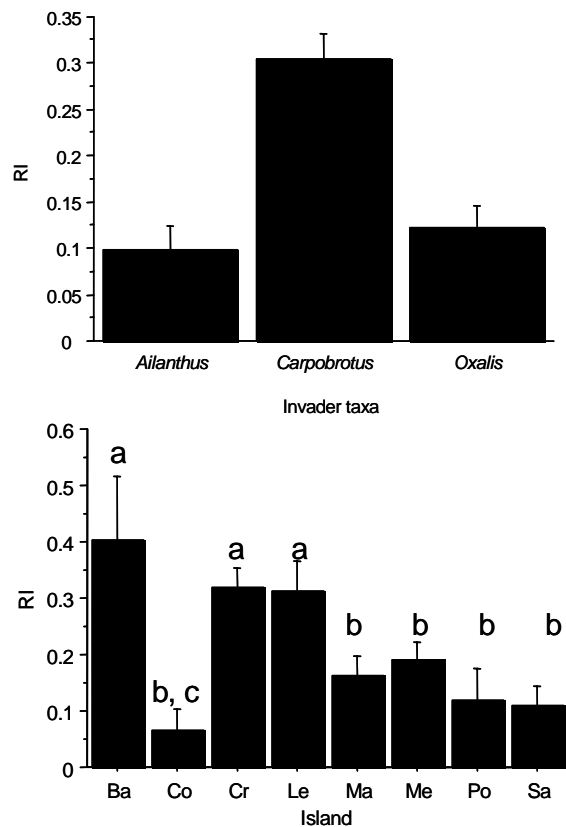 0.35
0.3
0.25
0.2
0.15
0.1
0.05
0
RI
Ailanthus Carpobrotus Oxalis
Invader taxa
0.6
0.5
0.4
0.3
0.2
0.1
0
RI
a
b, c
a
a
b
b
b
b
Ba Co Cr Le Ma Me Po Sa
Island